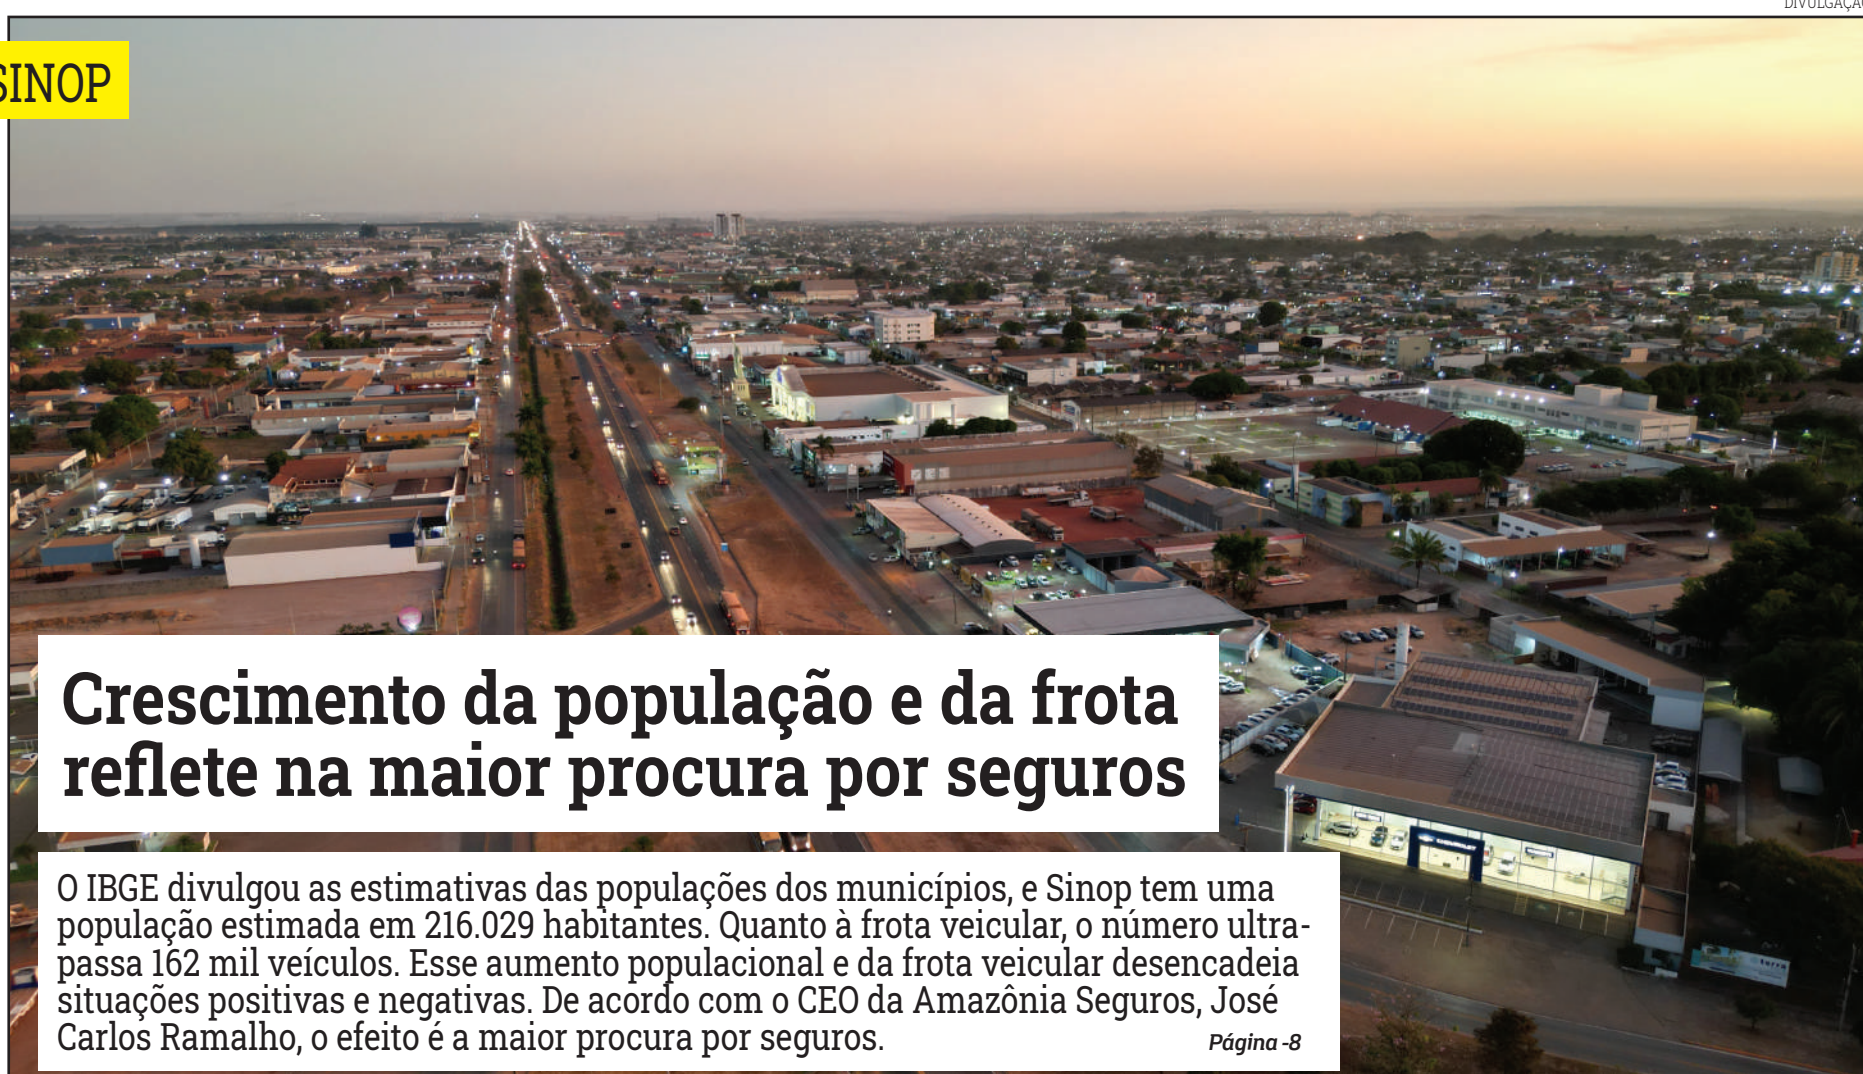 DIVULGAÇÃO
SINOP
Crescimento da população e da frota
reflete na maior procura por seguros
O IBGE divulgou as estimativas das populações dos municípios, e Sinop tem uma
população estimada em 216.029 habitantes. Quanto à frota veicular, o número ultra-
passa 162 mil veículos. Esse aumento populacional e da frota veicular desencadeia
situações positivas e negativas. De acordo com o CEO da Amazônia Seguros, José
Carlos Ramalho, o efeito é a maior procura por seguros.
Página -8
CHEVROLET